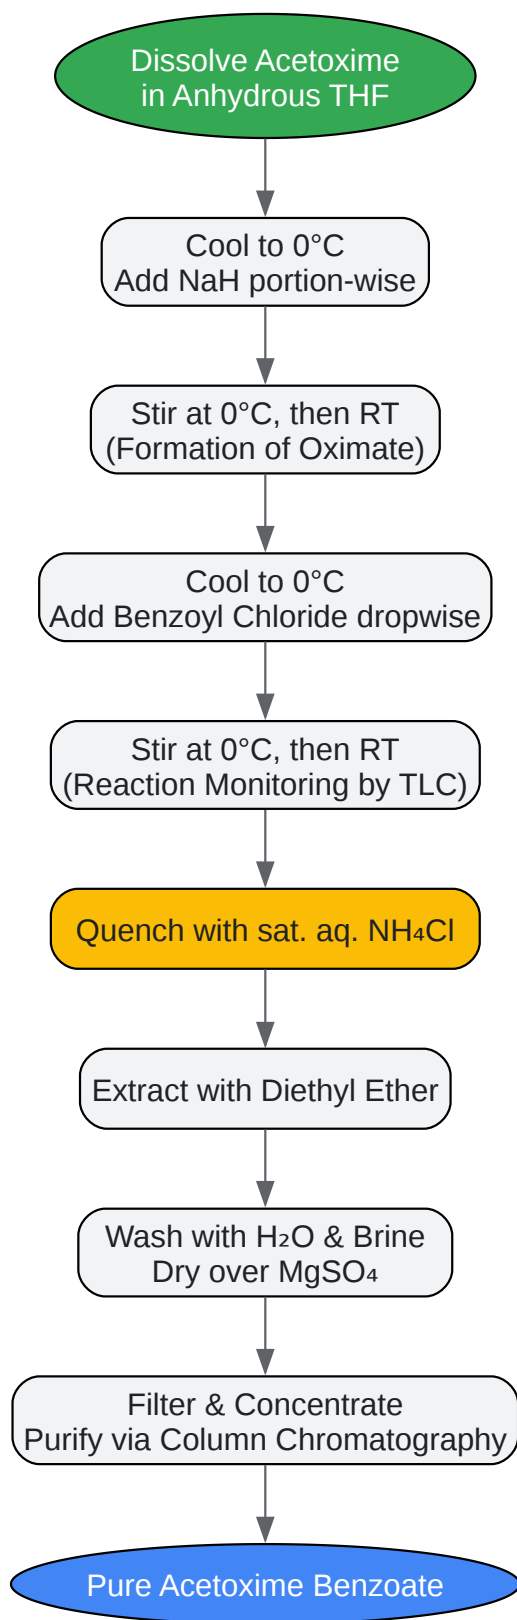 Dissolve Acetoxime
in Anhydrous THF
Cool to 0°C
Add NaH portion-wise
Stir at 0°C, then RT
(Formation of Oximate)
Cool to 0°C
Add Benzoyl Chloride dropwise
Stir at 0°C, then RT
(Reaction Monitoring by TLC)
Quench with sat. aq. NH₄Cl
Extract with Diethyl Ether
Wash with H₂O & Brine
Dry over MgSO₄
Filter & Concentrate
Purify via Column Chromatography
Pure Acetoxime Benzoate